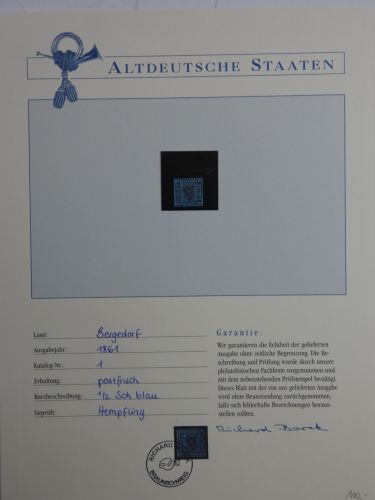 ALTDEUTSCHE STAATEN
Land: Bergedorf
Ausgabejahr: 1861
Katalog-Nr.: 1
Erhaltung: postfrisch
Kurzbeschreibung: 1/2 Sch blau
Geprüft: Hempfling
Garantie:
Wir garantieren die Echtheit der gelieferten
Ausgabe ohne zeitliche Begrenzung. Die Be-
schreibung und Prüfung wurde durch unsere
philatelistischen Fachleute vorgenommen und
mit dem nebenstehenden Prüfstempel bestätigt.
Dieses Blatt mit der von uns gelieferten Ausgabe
wird ohne Beanstandung zurückgenommen,
falls sich fehlerhafte Bezeichnungen heraus-
stellen sollten.
Richard Borek
RICHARD
BRAUNSCHWEIG
110,-